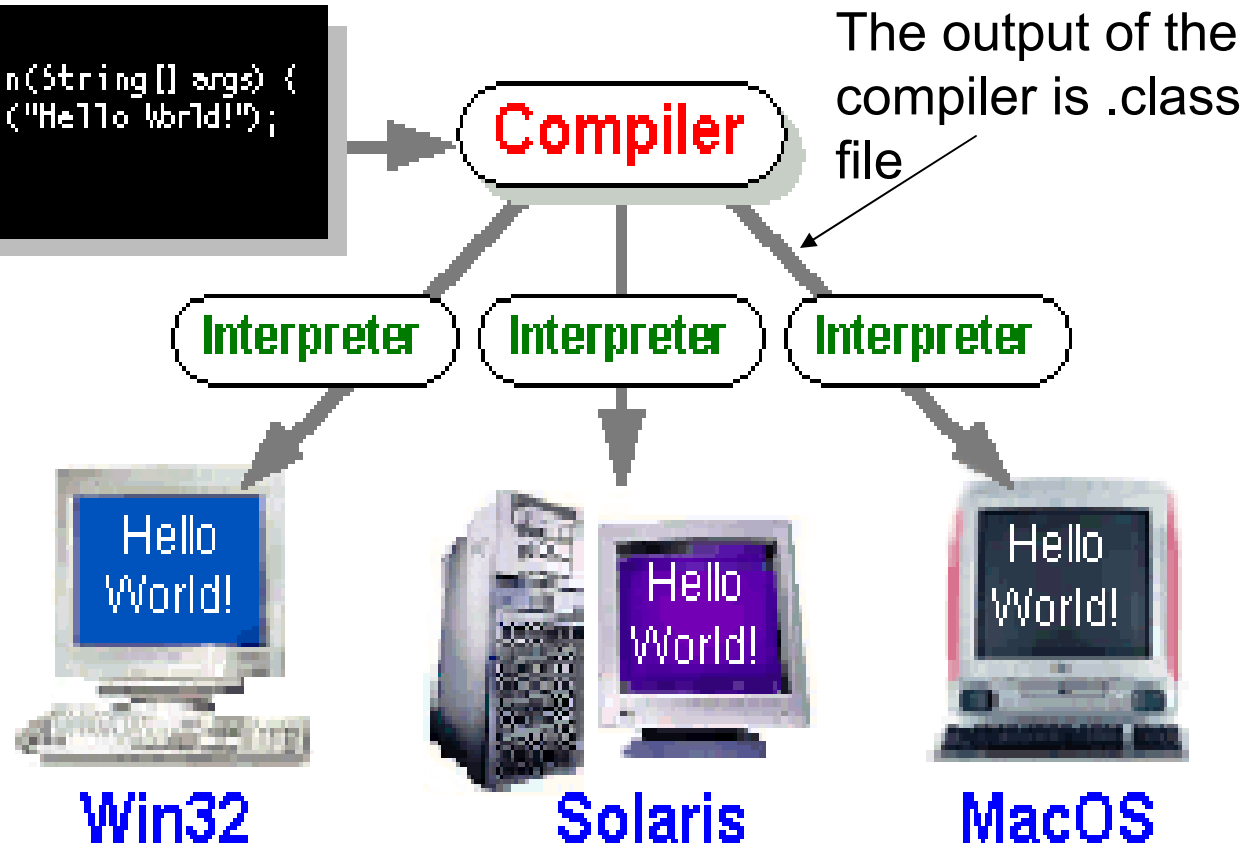 n(String[] args) {
("Hello World!");
The output of the
compiler is .class
file
Compiler
Interpreter
Interpreter
Interpreter
Hello
World!
Hello
World!
Hello
World!
Win32
Solaris
MacOS